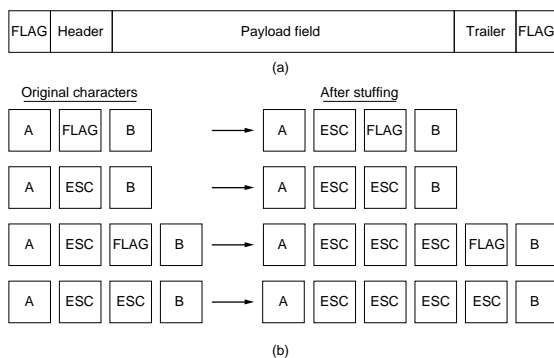 FLAG Header Payload field Trailer FLAG
(a)
Original characters After stuffing
A FLAG B A ESC FLAG B
A ESC B A ESC ESC B
A ESC FLAG B A ESC ESC ESC FLAG B
A ESC ESC B A ESC ESC ESC ESC B
(b)